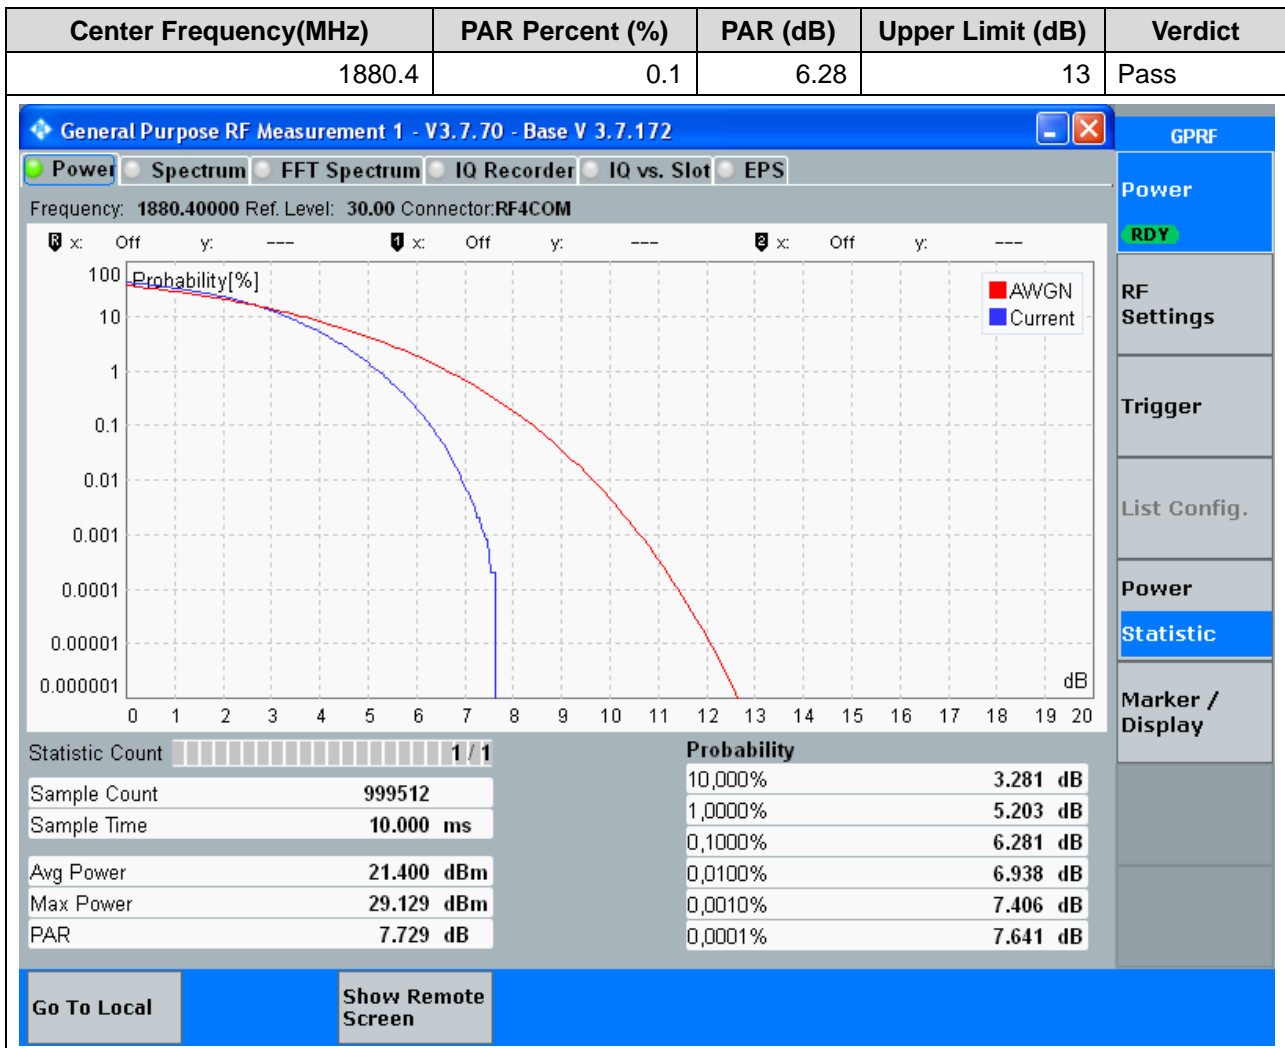 Center Frequency(MHz) PAR Percent (%) PAR (dB) Upper Limit (dB) Verdict
1880.4 0.1 6.28 13 Pass
General Purpose RF Measurement 1 - V3.7.70 - Base V 3.7.172
GPRF
Power Spectrum FFT Spectrum IQ Recorder IQ vs. Slot EPS
Power
RDY
Frequency: 1880.40000 Ref. Level: 30.00 Connector:RF4COM
R x: Off y: --- 1 x: Off y: --- 2 x: Off y: ---
Probability[%]
AWGN
Current
100
10
1
0.1
0.01
0.001
0.0001
0.00001
0.000001
dB
0 1 2 3 4 5 6 7 8 9 10 11 12 13 14 15 16 17 18 19 20
RF
Settings
Trigger
List Config.
Power
Statistic
Marker /
Display
Statistic Count 1 / 1
Sample Count 999512
Sample Time 10.000 ms
Avg Power 21.400 dBm
Max Power 29.129 dBm
PAR 7.729 dB
Probability
10,000% 3.281 dB
1,0000% 5.203 dB
0,1000% 6.281 dB
0,0100% 6.938 dB
0,0010% 7.406 dB
0,0001% 7.641 dB
Go To Local
Show Remote
Screen